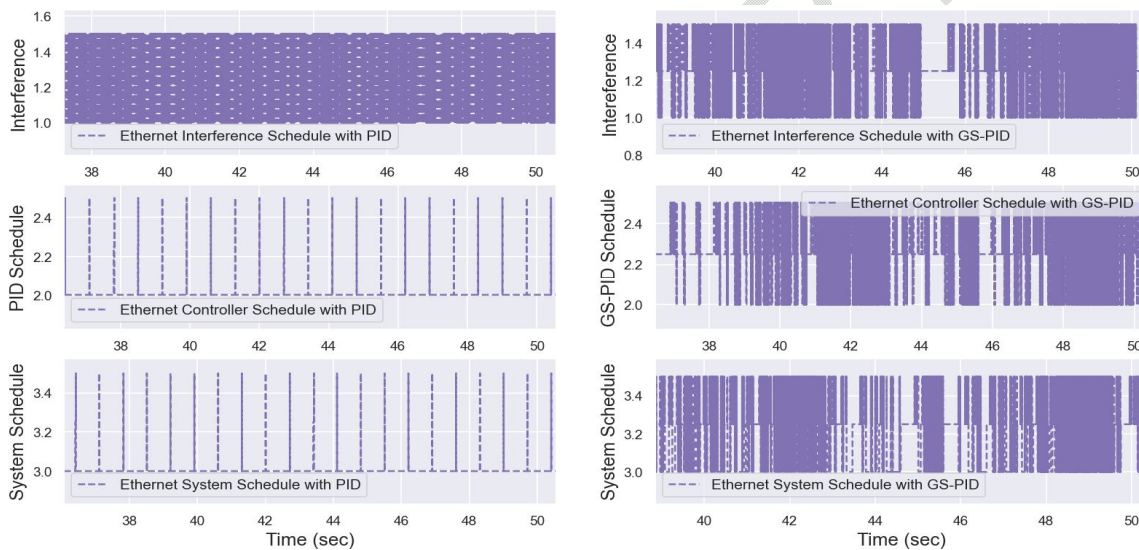 Interference
1.6
1.4
1.2
1.0
Ethernet Interference Schedule with PID
38 40 42 44 46 48 50
PID Schedule
2.4
2.2
2.0
Ethernet Controller Schedule with PID
38 40 42 44 46 48 50
System Schedule
3.4
3.2
3.0
Ethernet System Schedule with PID
38 40 42 44 46 48 50
Time (sec)
Intereference
1.4
1.2
1.0
0.8
Ethernet Interference Schedule with GS-PID
40 42 44 46 48 50
GS-PID Schedule
2.4
2.2
2.0
Ethernet Controller Schedule with GS-PID
38 40 42 44 46 48 50
System Schedule
3.4
3.2
3.0
Ethernet System Schedule with GS-PID
40 42 44 46 48 50
Time (sec)